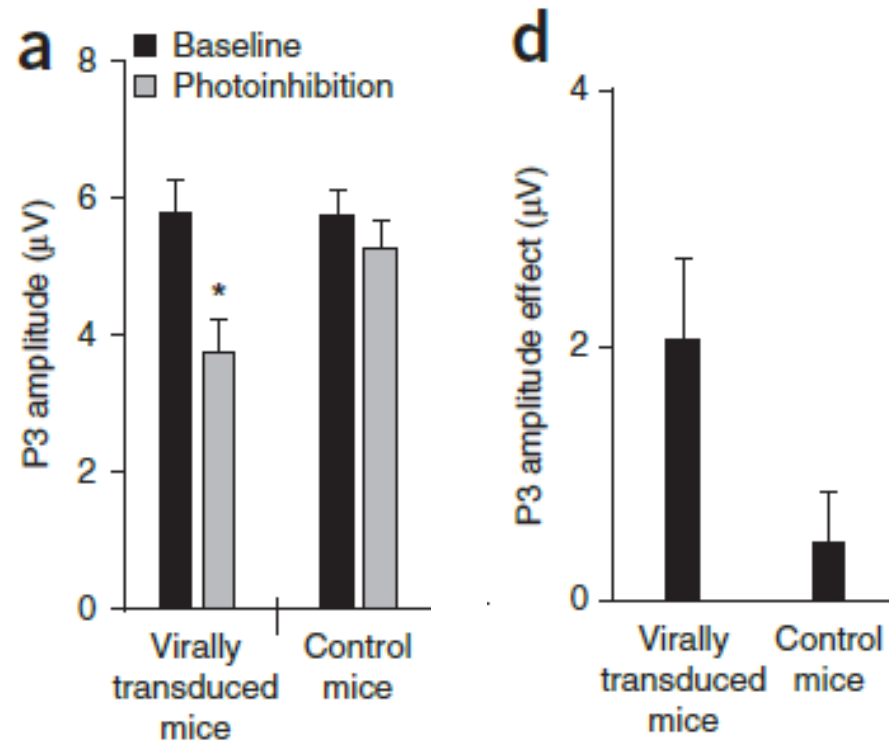 a
Baseline
Photoinhibition
P3 amplitude (µV)
8
6
4
2
0
*
Virally
transduced
mice
Control
mice
d
P3 amplitude effect (µV)
4
2
0
Virally
transduced
mice
Control
mice